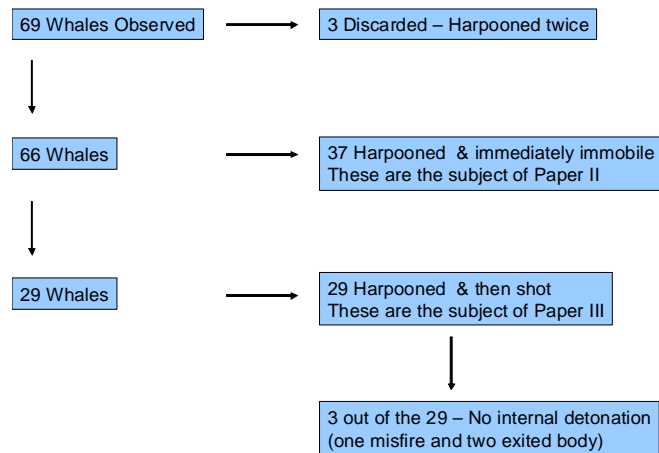 69 Whales Observed
3 Discarded – Harpooned twice
66 Whales
37 Harpooned & immediately immobile
These are the subject of Paper II
29 Whales
29 Harpooned & then shot
These are the subject of Paper III
3 out of the 29 – No internal detonation
(one misfire and two exited body)